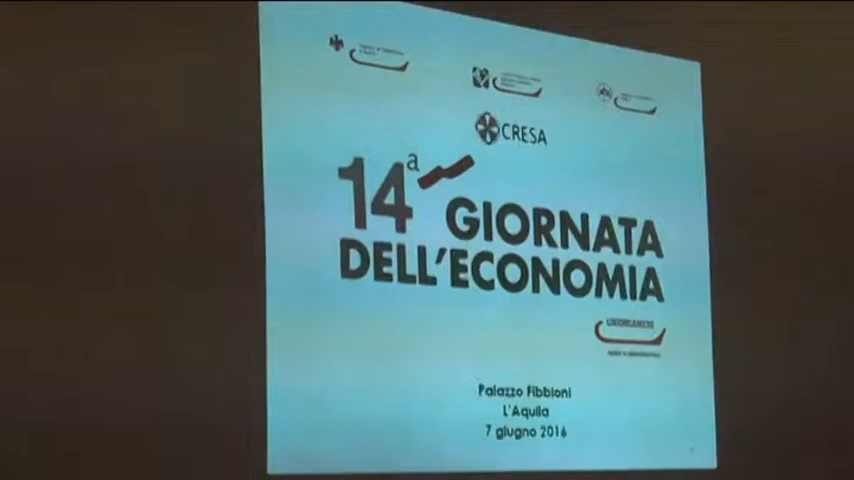 CRESA
14ª GIORNATA
DELL'ECONOMIA
UNIONCAMERE
Palazzo Fibbioni
L'Aquila
7 giugno 2016